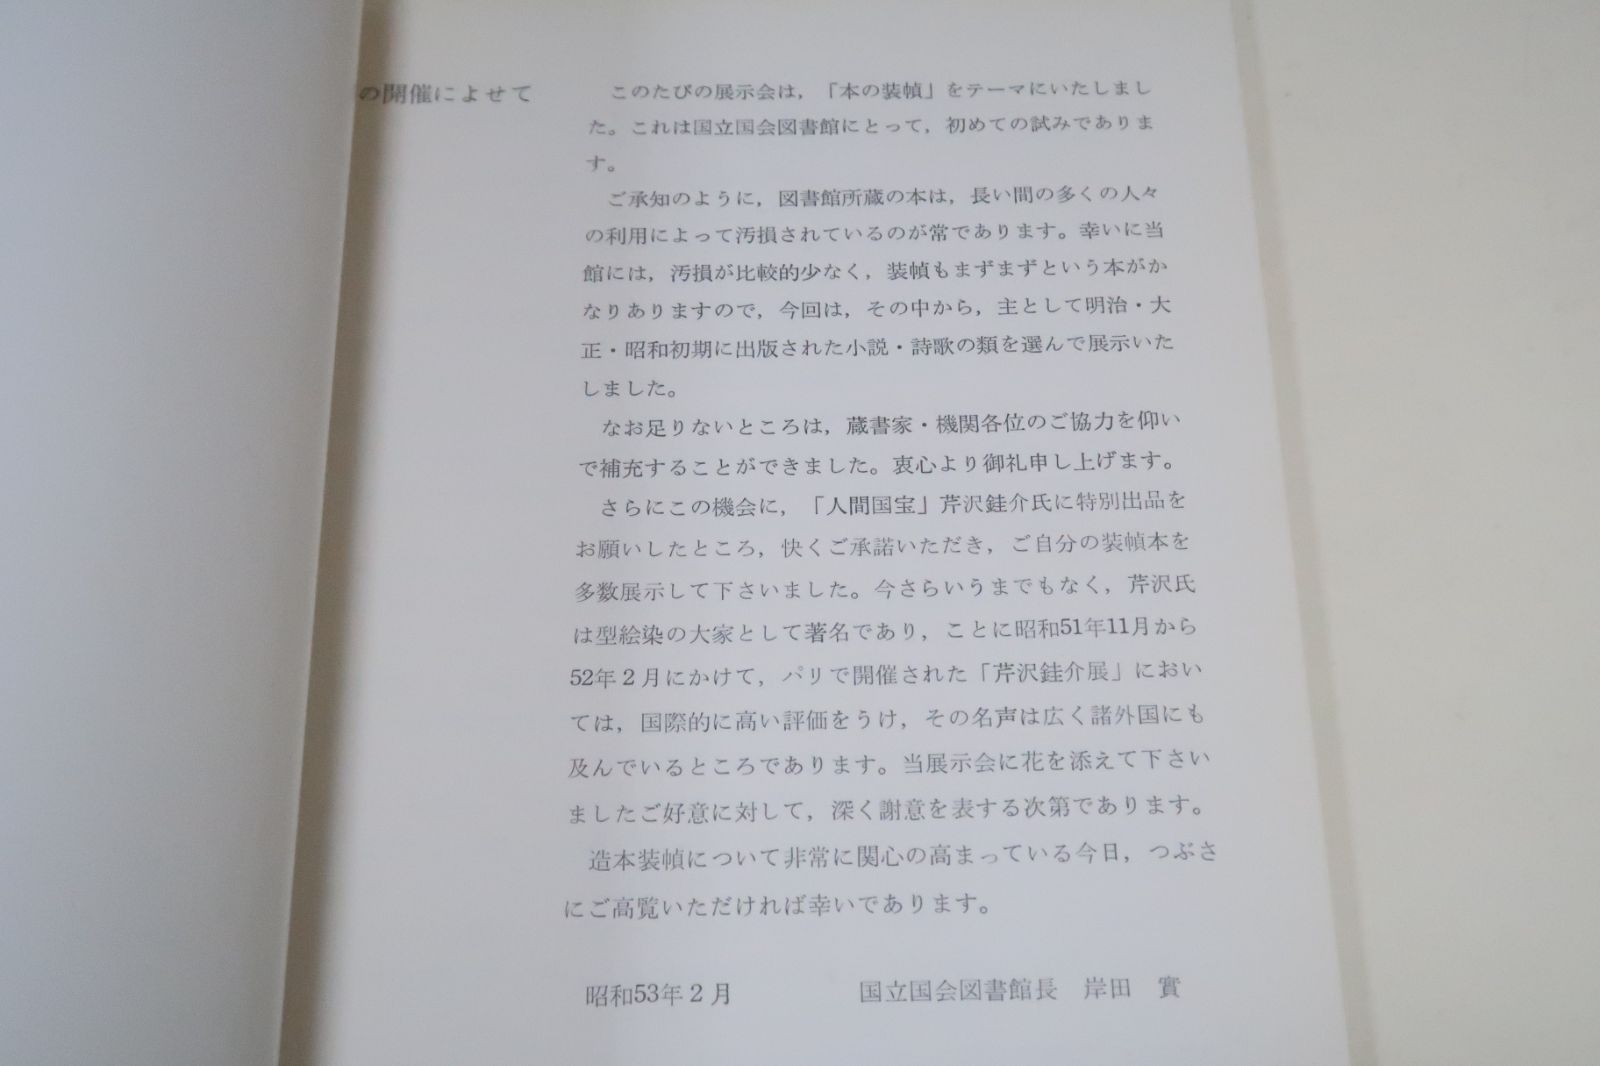 の開催によせて
このたびの展示会は，「本の装幀」をテーマにいたしまし
た。これは国立国会図書館にとって，初めての試みでありま
す。
ご承知のように，図書館所蔵の本は，長い間の多くの人々
の利用によって汚損されているのが常であります。幸いに当
館には，汚損が比較的少なく，装幀もまずまずという本がか
なりありますので，今回は，その中から，主として明治・大
正・昭和初期に出版された小説・詩歌の類を選んで展示いた
しました。
なお足りないところは，蔵書家・機関各位のご協力を仰い
で補充することができました。衷心より御礼申し上げます。
さらにこの機会に，「人間国宝」芹沢銈介氏に特別出品を
お願いしたところ，快くご承諾いただき，ご自分の装幀本を
多数展示して下さいました。今さらいうまでもなく，芹沢氏
は型絵染の大家として著名であり，ことに昭和51年11月から
52年２月にかけて，パリで開催された「芹沢銈介展」におい
ては，国際的に高い評価をうけ，その名声は広く諸外国にも
及んでいるところであります。当展示会に花を添えて下さい
ましたご好意に対して，深く謝意を表する次第であります。
造本装幀について非常に関心の高まっている今日，つぶさ
にご高覧いただければ幸いであります。
昭和53年２月　国立国会図書館長　岸田　實